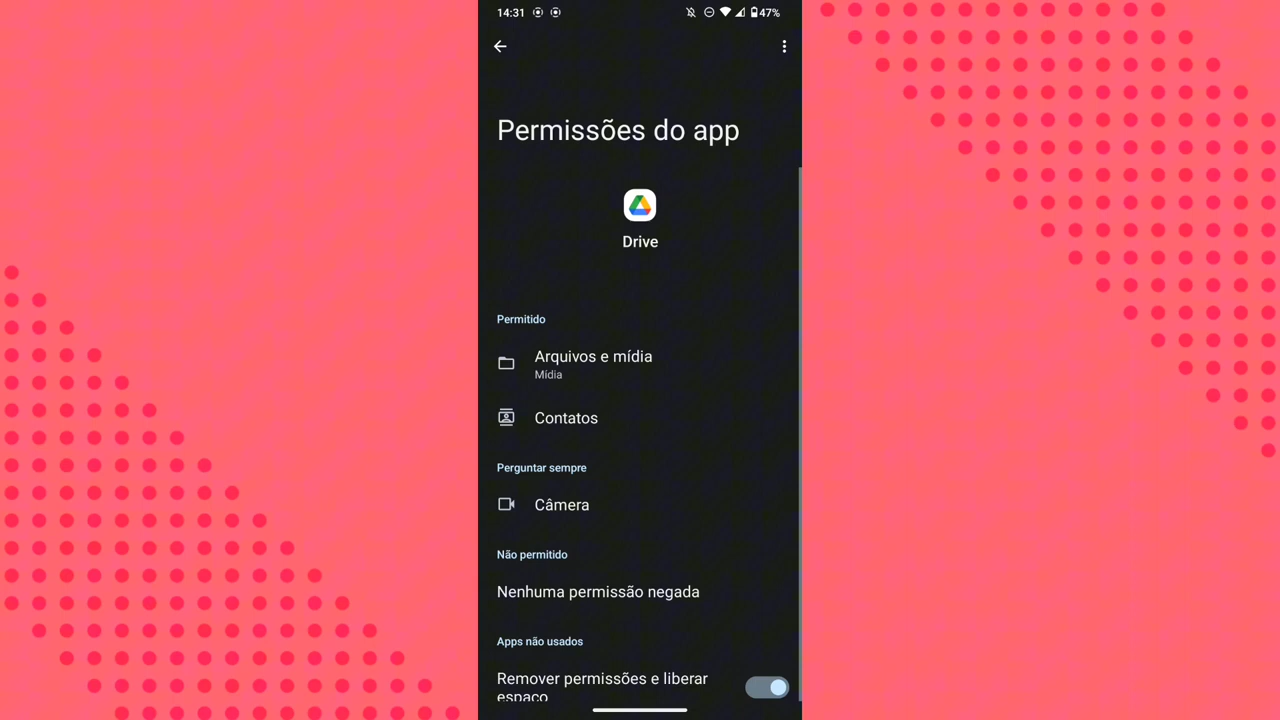 14:31 47%
Permissões do app
Drive
Permitido
Arquivos e mídia
Mídia
Contatos
Perguntar sempre
Câmera
Não permitido
Nenhuma permissão negada
Apps não usados
Remover permissões e liberar
espaço